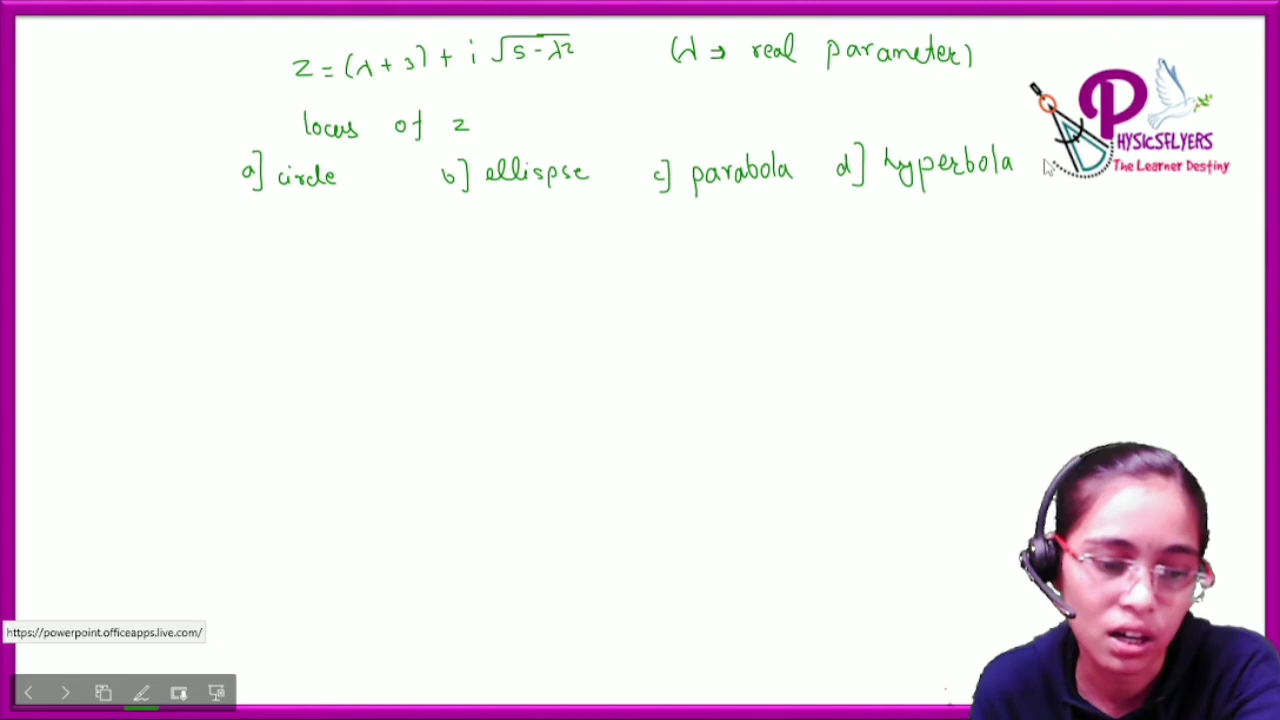 z = (λ + 3) + i √5 - λ² (λ → real parameter)
locus of z
a] circle b] ellispse c] parabola d] hyperbola
PHYSICSFLYERS
The Learner Destiny
https://powerpoint.officeapps.live.com/